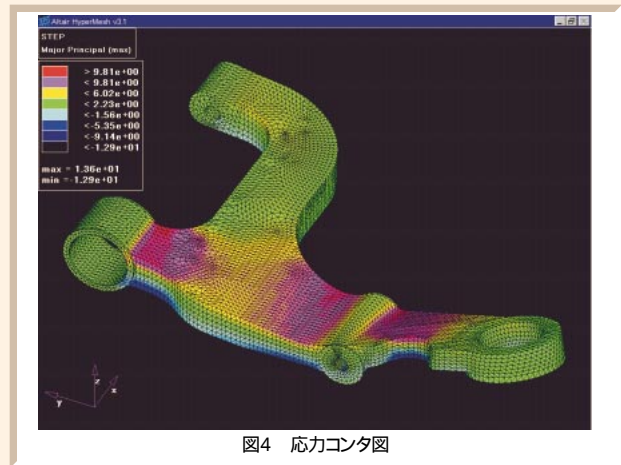 Altair HyperMesh v3.1
STEP
Major Principal (max)
> 9.81e+00
< 9.81e+00
< 6.02e+00
< 2.23e+00
<-1.56e+00
<-5.35e+00
<-9.14e+00
<-1.29e+01
max = 1.36e+01
min =-1.29e+01
z
y
x
図4 応力コンタ図